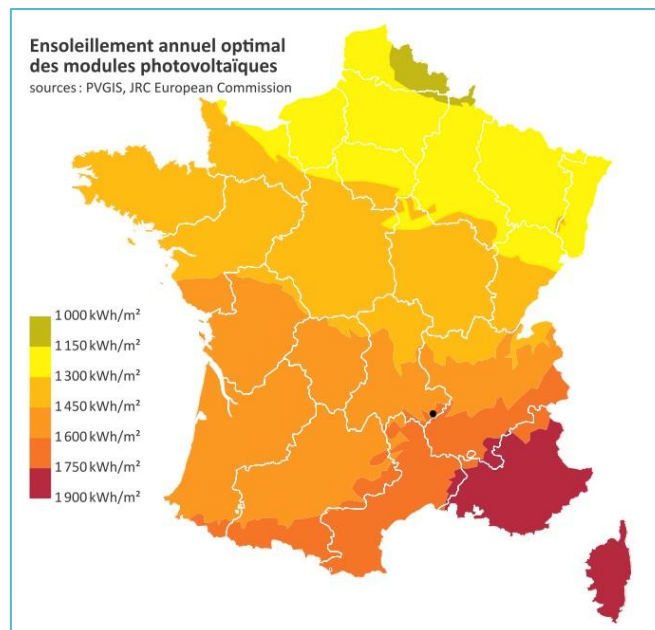 Ensoleillement annuel optimal
des modules photovoltaïques
sources : PVGIS, JRC European Commission
1 000 kWh/m²
1 150 kWh/m²
1 300 kWh/m²
1 450 kWh/m²
1 600 kWh/m²
1 750 kWh/m²
1 900 kWh/m²